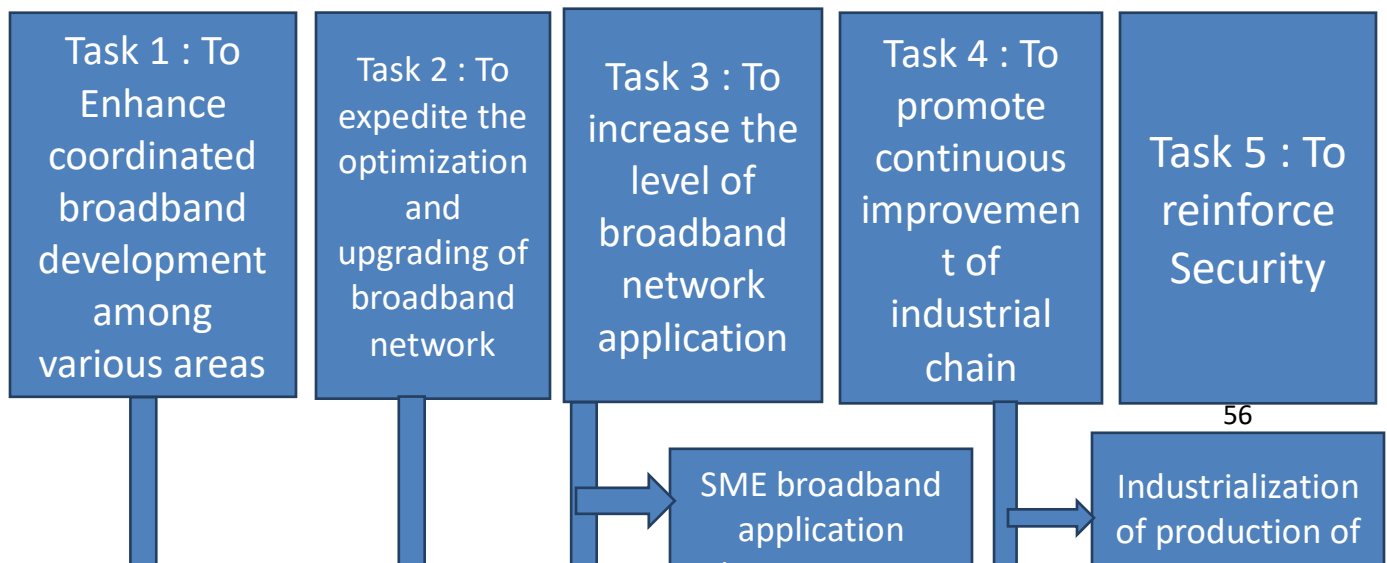 Task 1 : To
Enhance
coordinated
broadband
development
among
various areas
Task 2 : To
expedite the
optimization
and
upgrading of
broadband
network
Task 3 : To
increase the
level of
broadband
network
application
Task 4 : To
promote
continuous
improvemen
t of
industrial
chain
Task 5 : To
reinforce
Security
56
SME broadband
application
Industrialization
of production of